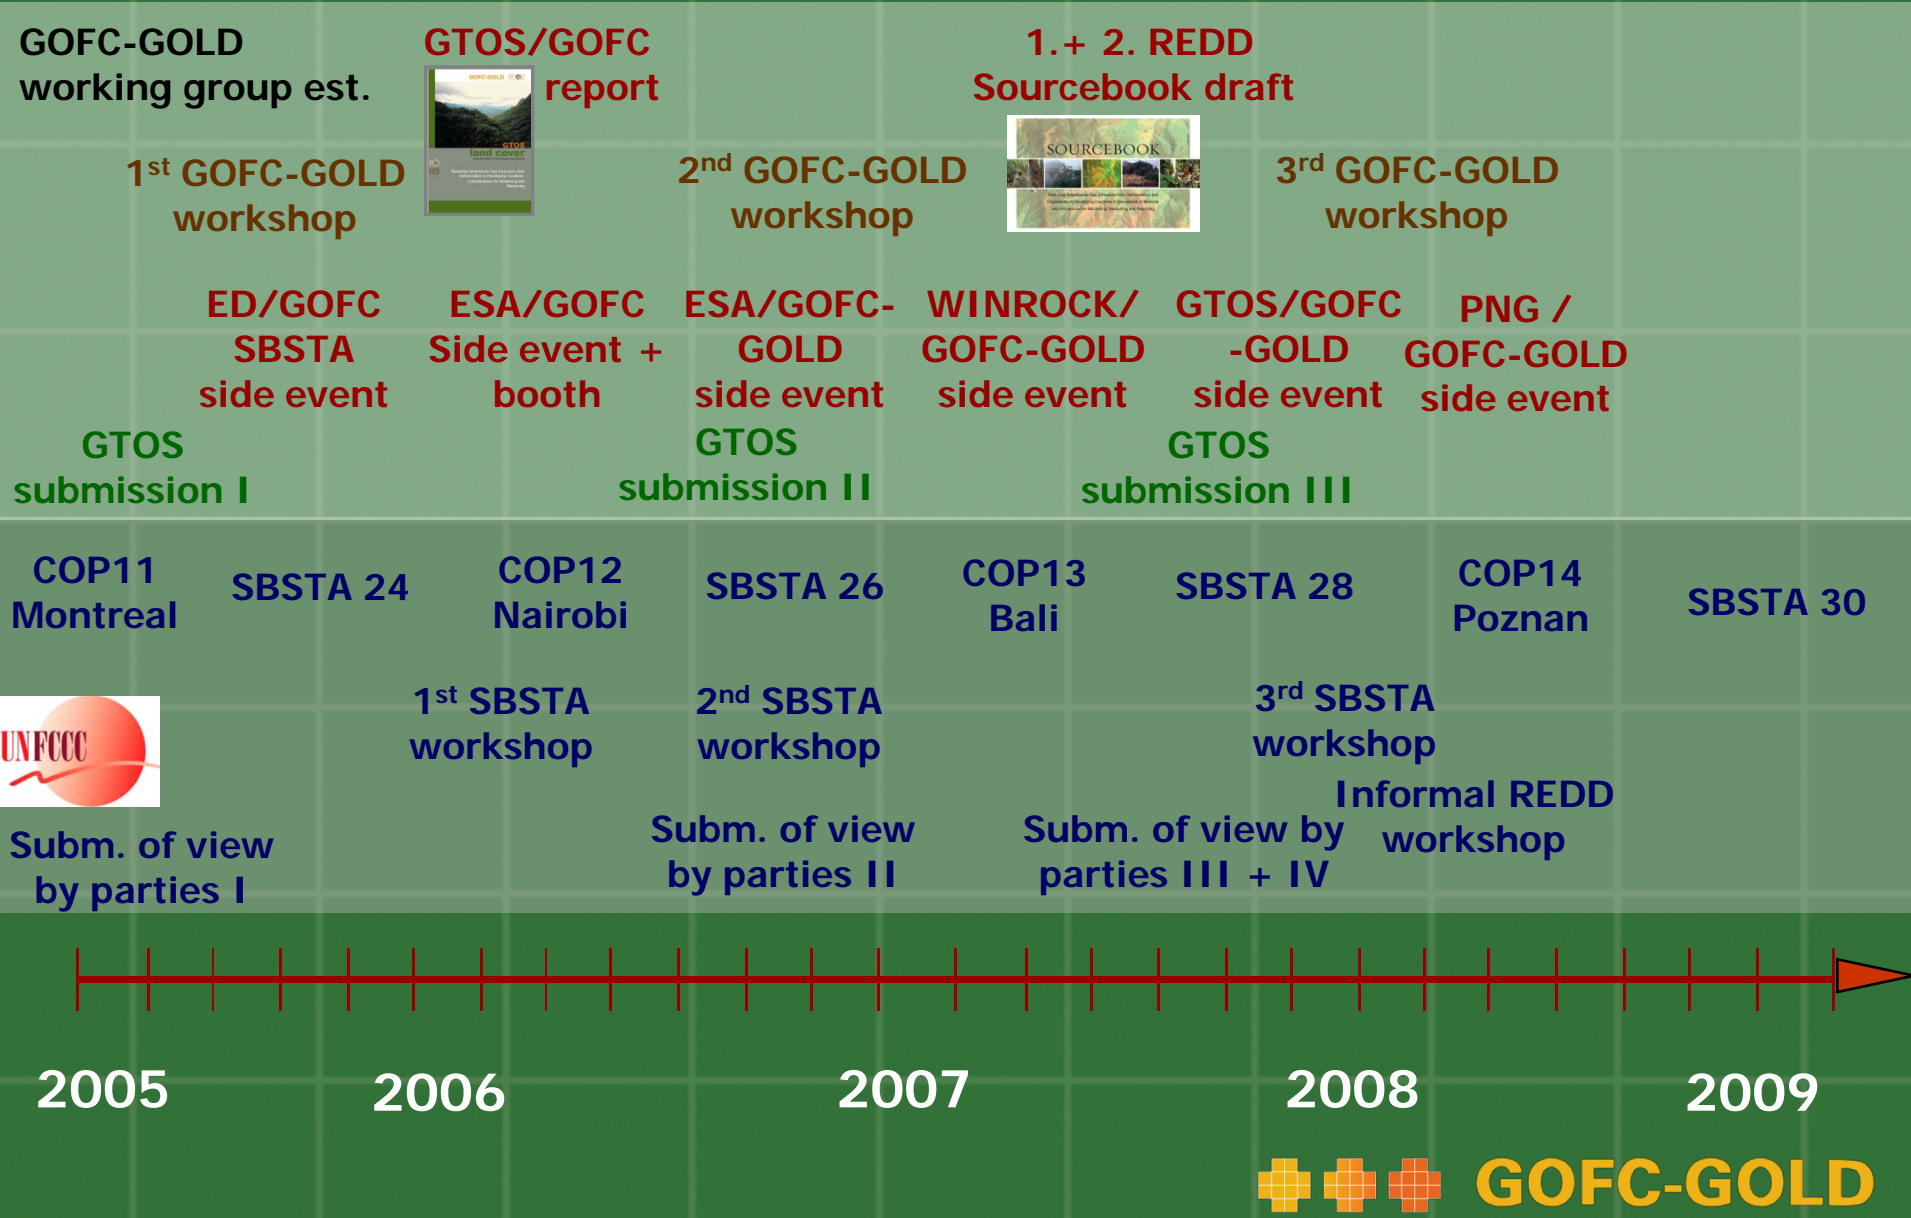 GOFC-GOLD
working group est.
GTOS/GOFC
report
1.+ 2. REDD
Sourcebook draft
GOFC-GOLD
GTOS
land cover
SOURCEBOOK
1st GOFC-GOLD
workshop
2nd GOFC-GOLD
workshop
3rd GOFC-GOLD
workshop
ED/GOFC
SBSTA
side event
ESA/GOFC
Side event +
booth
ESA/GOFC-
GOLD
side event
WINROCK/
GOFC-GOLD
side event
GTOS/GOFC
-GOLD
side event
PNG /
GOFC-GOLD
side event
GTOS
submission I
GTOS
submission II
GTOS
submission III
COP11
Montreal
SBSTA 24
COP12
Nairobi
SBSTA 26
COP13
Bali
SBSTA 28
COP14
Poznan
SBSTA 30
UNFCCC
1st SBSTA
workshop
2nd SBSTA
workshop
3rd SBSTA
workshop
Informal REDD
workshop
Subm. of view
by parties I
Subm. of view
by parties II
Subm. of view by
parties III + IV
2005
2006
2007
2008
2009
GOFC-GOLD